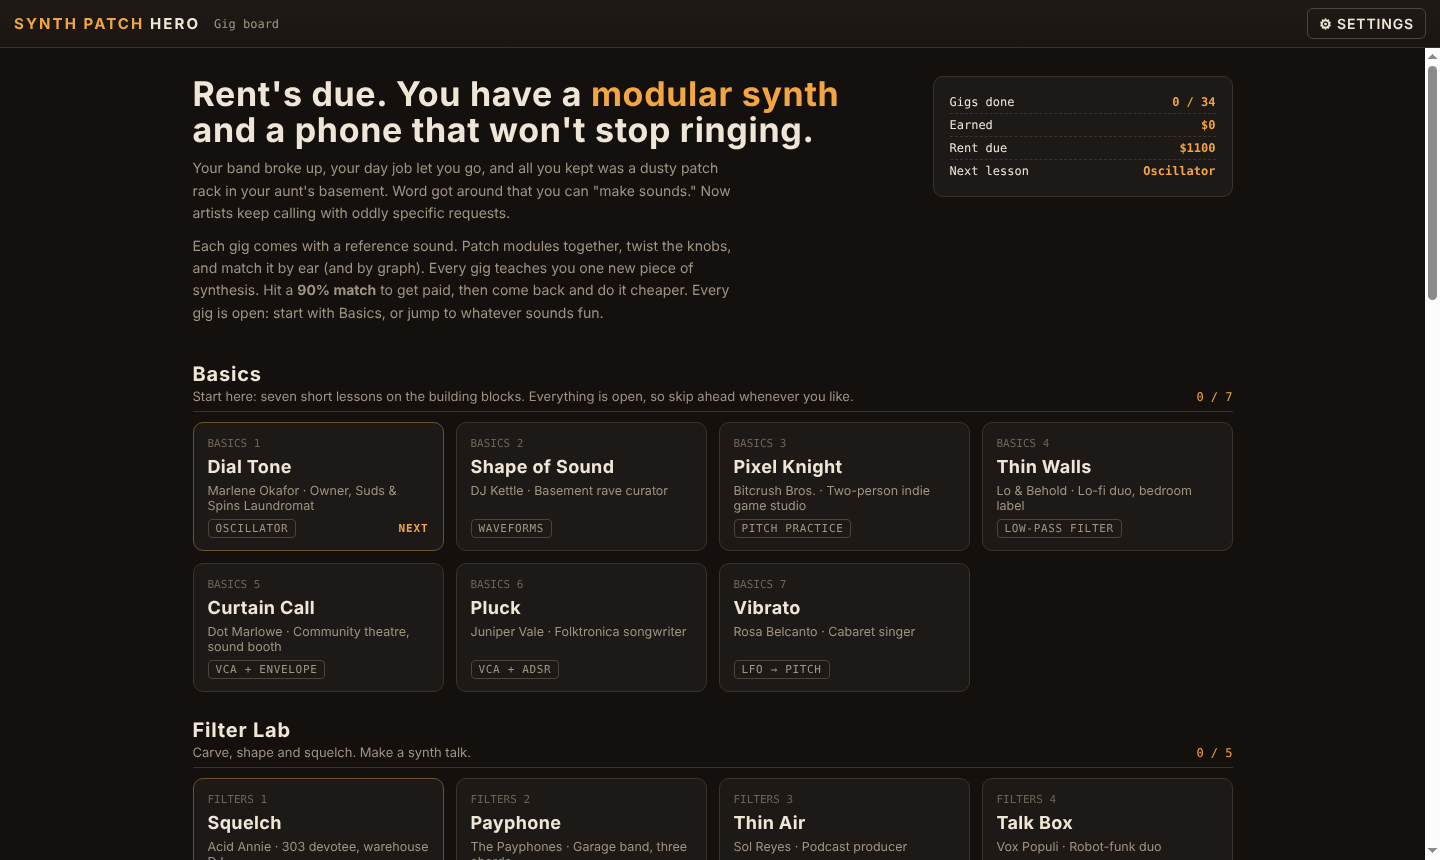 SYNTH PATCH HERO Gig board ⚙ SETTINGS
Rent's due. You have a modular synth
and a phone that won't stop ringing.
Your band broke up, your day job let you go, and all you kept was a dusty patch
rack in your aunt's basement. Word got around that you can "make sounds." Now
artists keep calling with oddly specific requests.
Each gig comes with a reference sound. Patch modules together, twist the knobs,
and match it by ear (and by graph). Every gig teaches you one new piece of
synthesis. Hit a 90% match to get paid, then come back and do it cheaper. Every
gig is open: start with Basics, or jump to whatever sounds fun.
Gigs done 0 / 34
Earned $0
Rent due $1100
Next lesson Oscillator
Basics
Start here: seven short lessons on the building blocks. Everything is open, so skip ahead whenever you like. 0 / 7
BASICS 1
Dial Tone
Marlene Okafor · Owner, Suds &
Spins Laundromat
OSCILLATOR NEXT
BASICS 2
Shape of Sound
DJ Kettle · Basement rave curator
WAVEFORMS
BASICS 3
Pixel Knight
Bitcrush Bros. · Two-person indie
game studio
PITCH PRACTICE
BASICS 4
Thin Walls
Lo & Behold · Lo-fi duo, bedroom
label
LOW-PASS FILTER
BASICS 5
Curtain Call
Dot Marlowe · Community theatre,
sound booth
VCA + ENVELOPE
BASICS 6
Pluck
Juniper Vale · Folktronica songwriter
VCA + ADSR
BASICS 7
Vibrato
Rosa Belcanto · Cabaret singer
LFO → PITCH
Filter Lab
Carve, shape and squelch. Make a synth talk. 0 / 5
FILTERS 1
Squelch
Acid Annie · 303 devotee, warehouse
FILTERS 2
Payphone
The Payphones · Garage band, three
FILTERS 3
Thin Air
Sol Reyes · Podcast producer
FILTERS 4
Talk Box
Vox Populi · Robot-funk duo